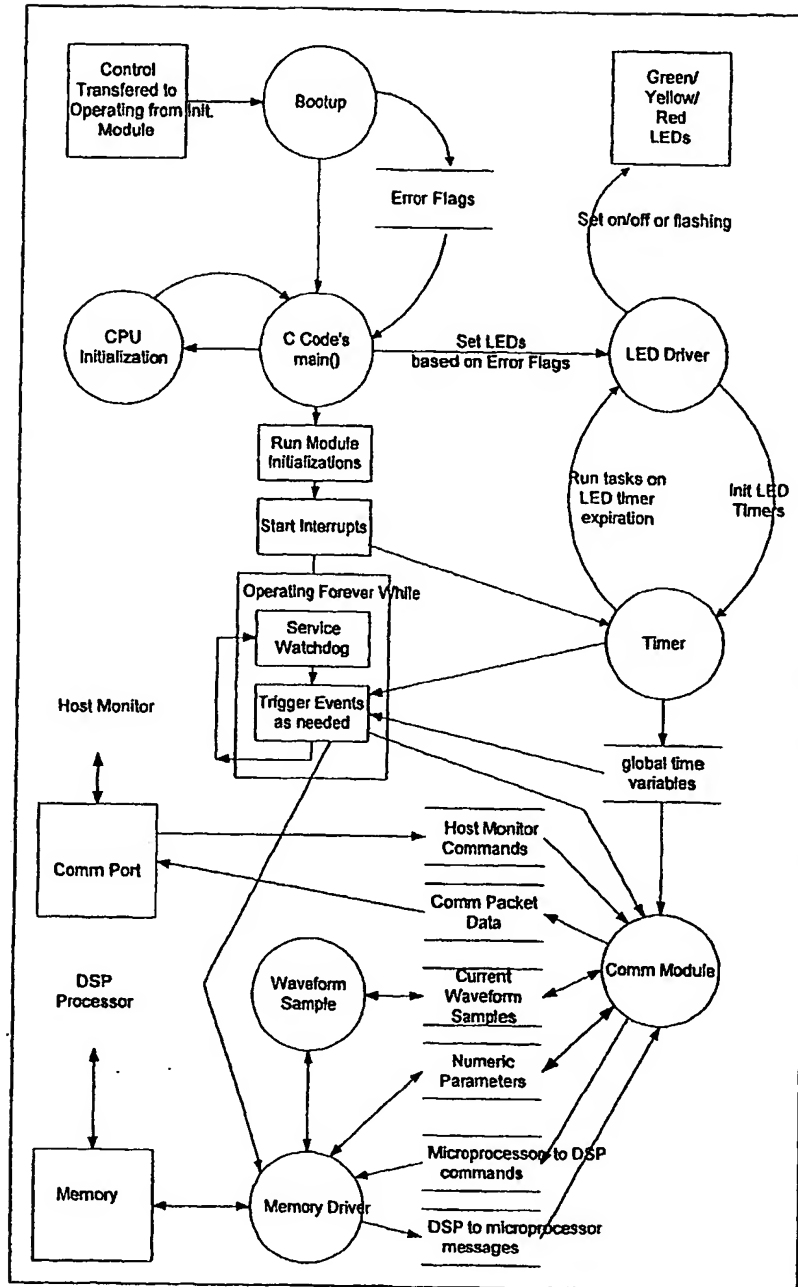 Control
Transfered to
Operating from Init.
Module
Bootup
Green/
Yellow/
Red
LEDs
Error Flags
Set on/off or flashing
CPU
Initialization
C Code's
main()
Set LEDs
based on Error Flags
LED Driver
Run Module
Initializations
Run tasks on
LED timer
expiration
Init LED
Timers
Start Interrupts
Operating Forever While
Service
Watchdog
Timer
Trigger Events
as needed
Host Monitor
global time
variables
Comm Port
Host Monitor
Commands
Comm Packet
Data
DSP
Processor
Waveform
Sample
Current
Waveform
Samples
Comm Module
Numeric
Parameters
Memory
Memory Driver
Microprocessor to DSP
commands
DSP to microprocessor
messages